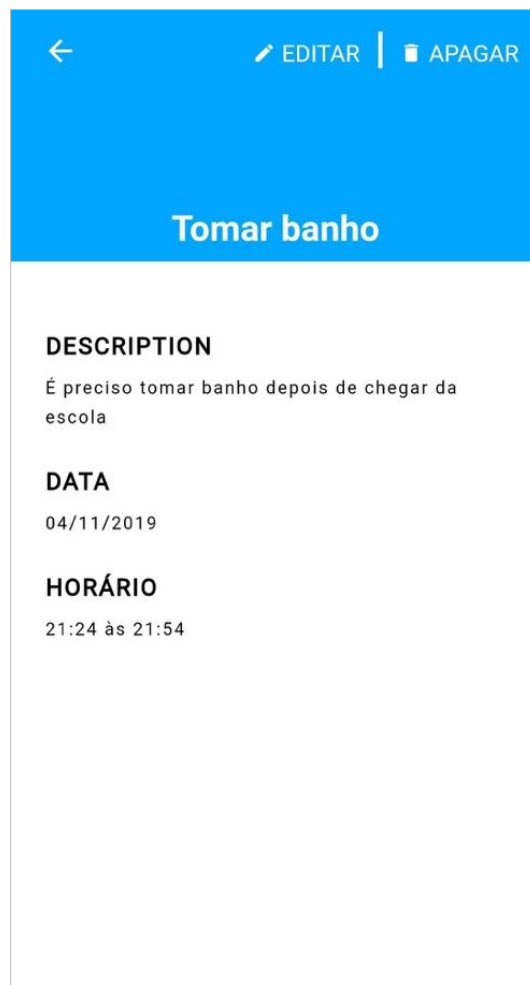 EDITAR | APAGAR
Tomar banho
DESCRIPTION
É preciso tomar banho depois de chegar da
escola
DATA
04/11/2019
HORÁRIO
21:24 às 21:54